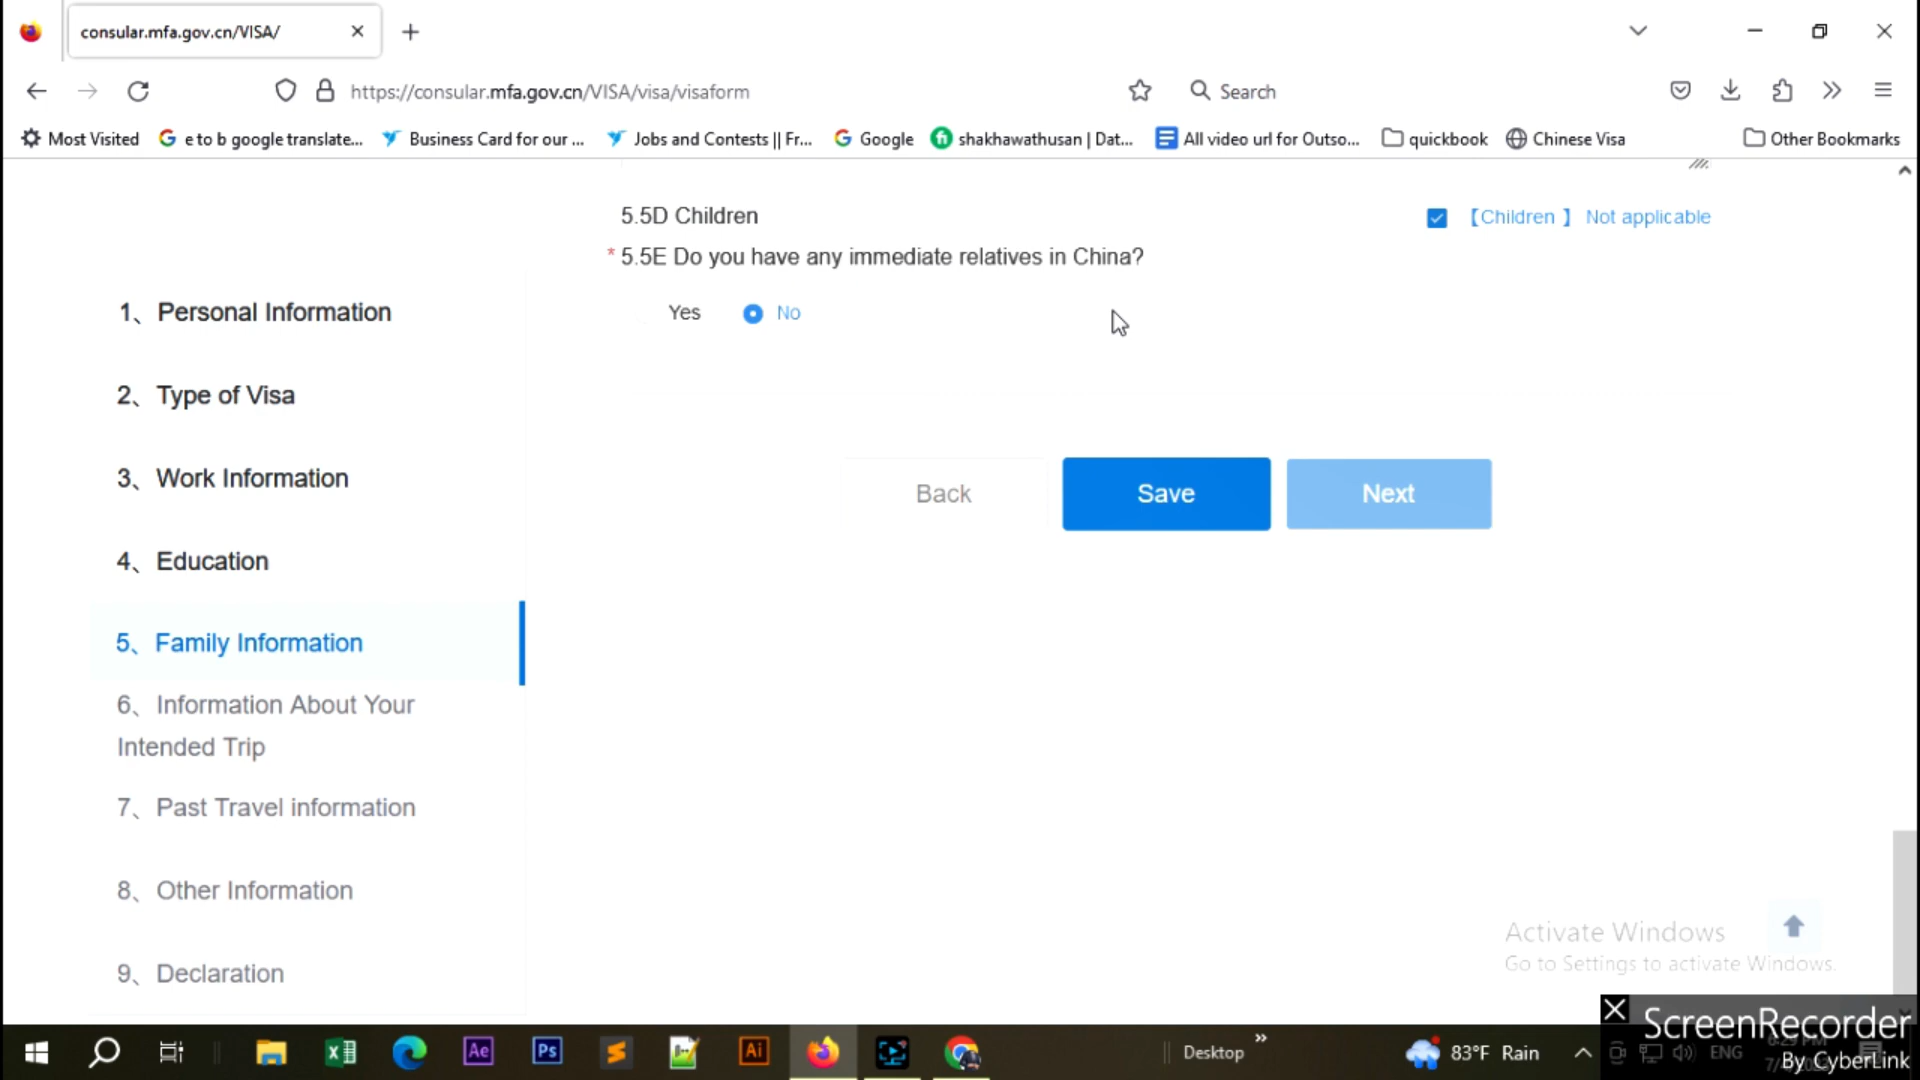 consular.mfa.gov.cn/VISA/
https://consular.mfa.gov.cn/VISA/visa/visaform
Search
Most Visited
e to b google translate...
Business Card for our ...
Jobs and Contests || Fr...
Google
shakhawathusan | Dat...
All video url for Outso...
quickbook
Chinese Visa
Other Bookmarks
5.5D Children
【Children 】 Not applicable
* 5.5E Do you have any immediate relatives in China?
Yes
No
Back
Save
Next
1、 Personal Information
2、 Type of Visa
3、 Work Information
4、 Education
5、 Family Information
6、 Information About Your
Intended Trip
7、 Past Travel information
8、 Other Information
9、 Declaration
Activate Windows
Go to Settings to activate Windows.
Ae
Ps
Ai
Desktop
83°F Rain
ENG
ScreenRecorder
By CyberLink